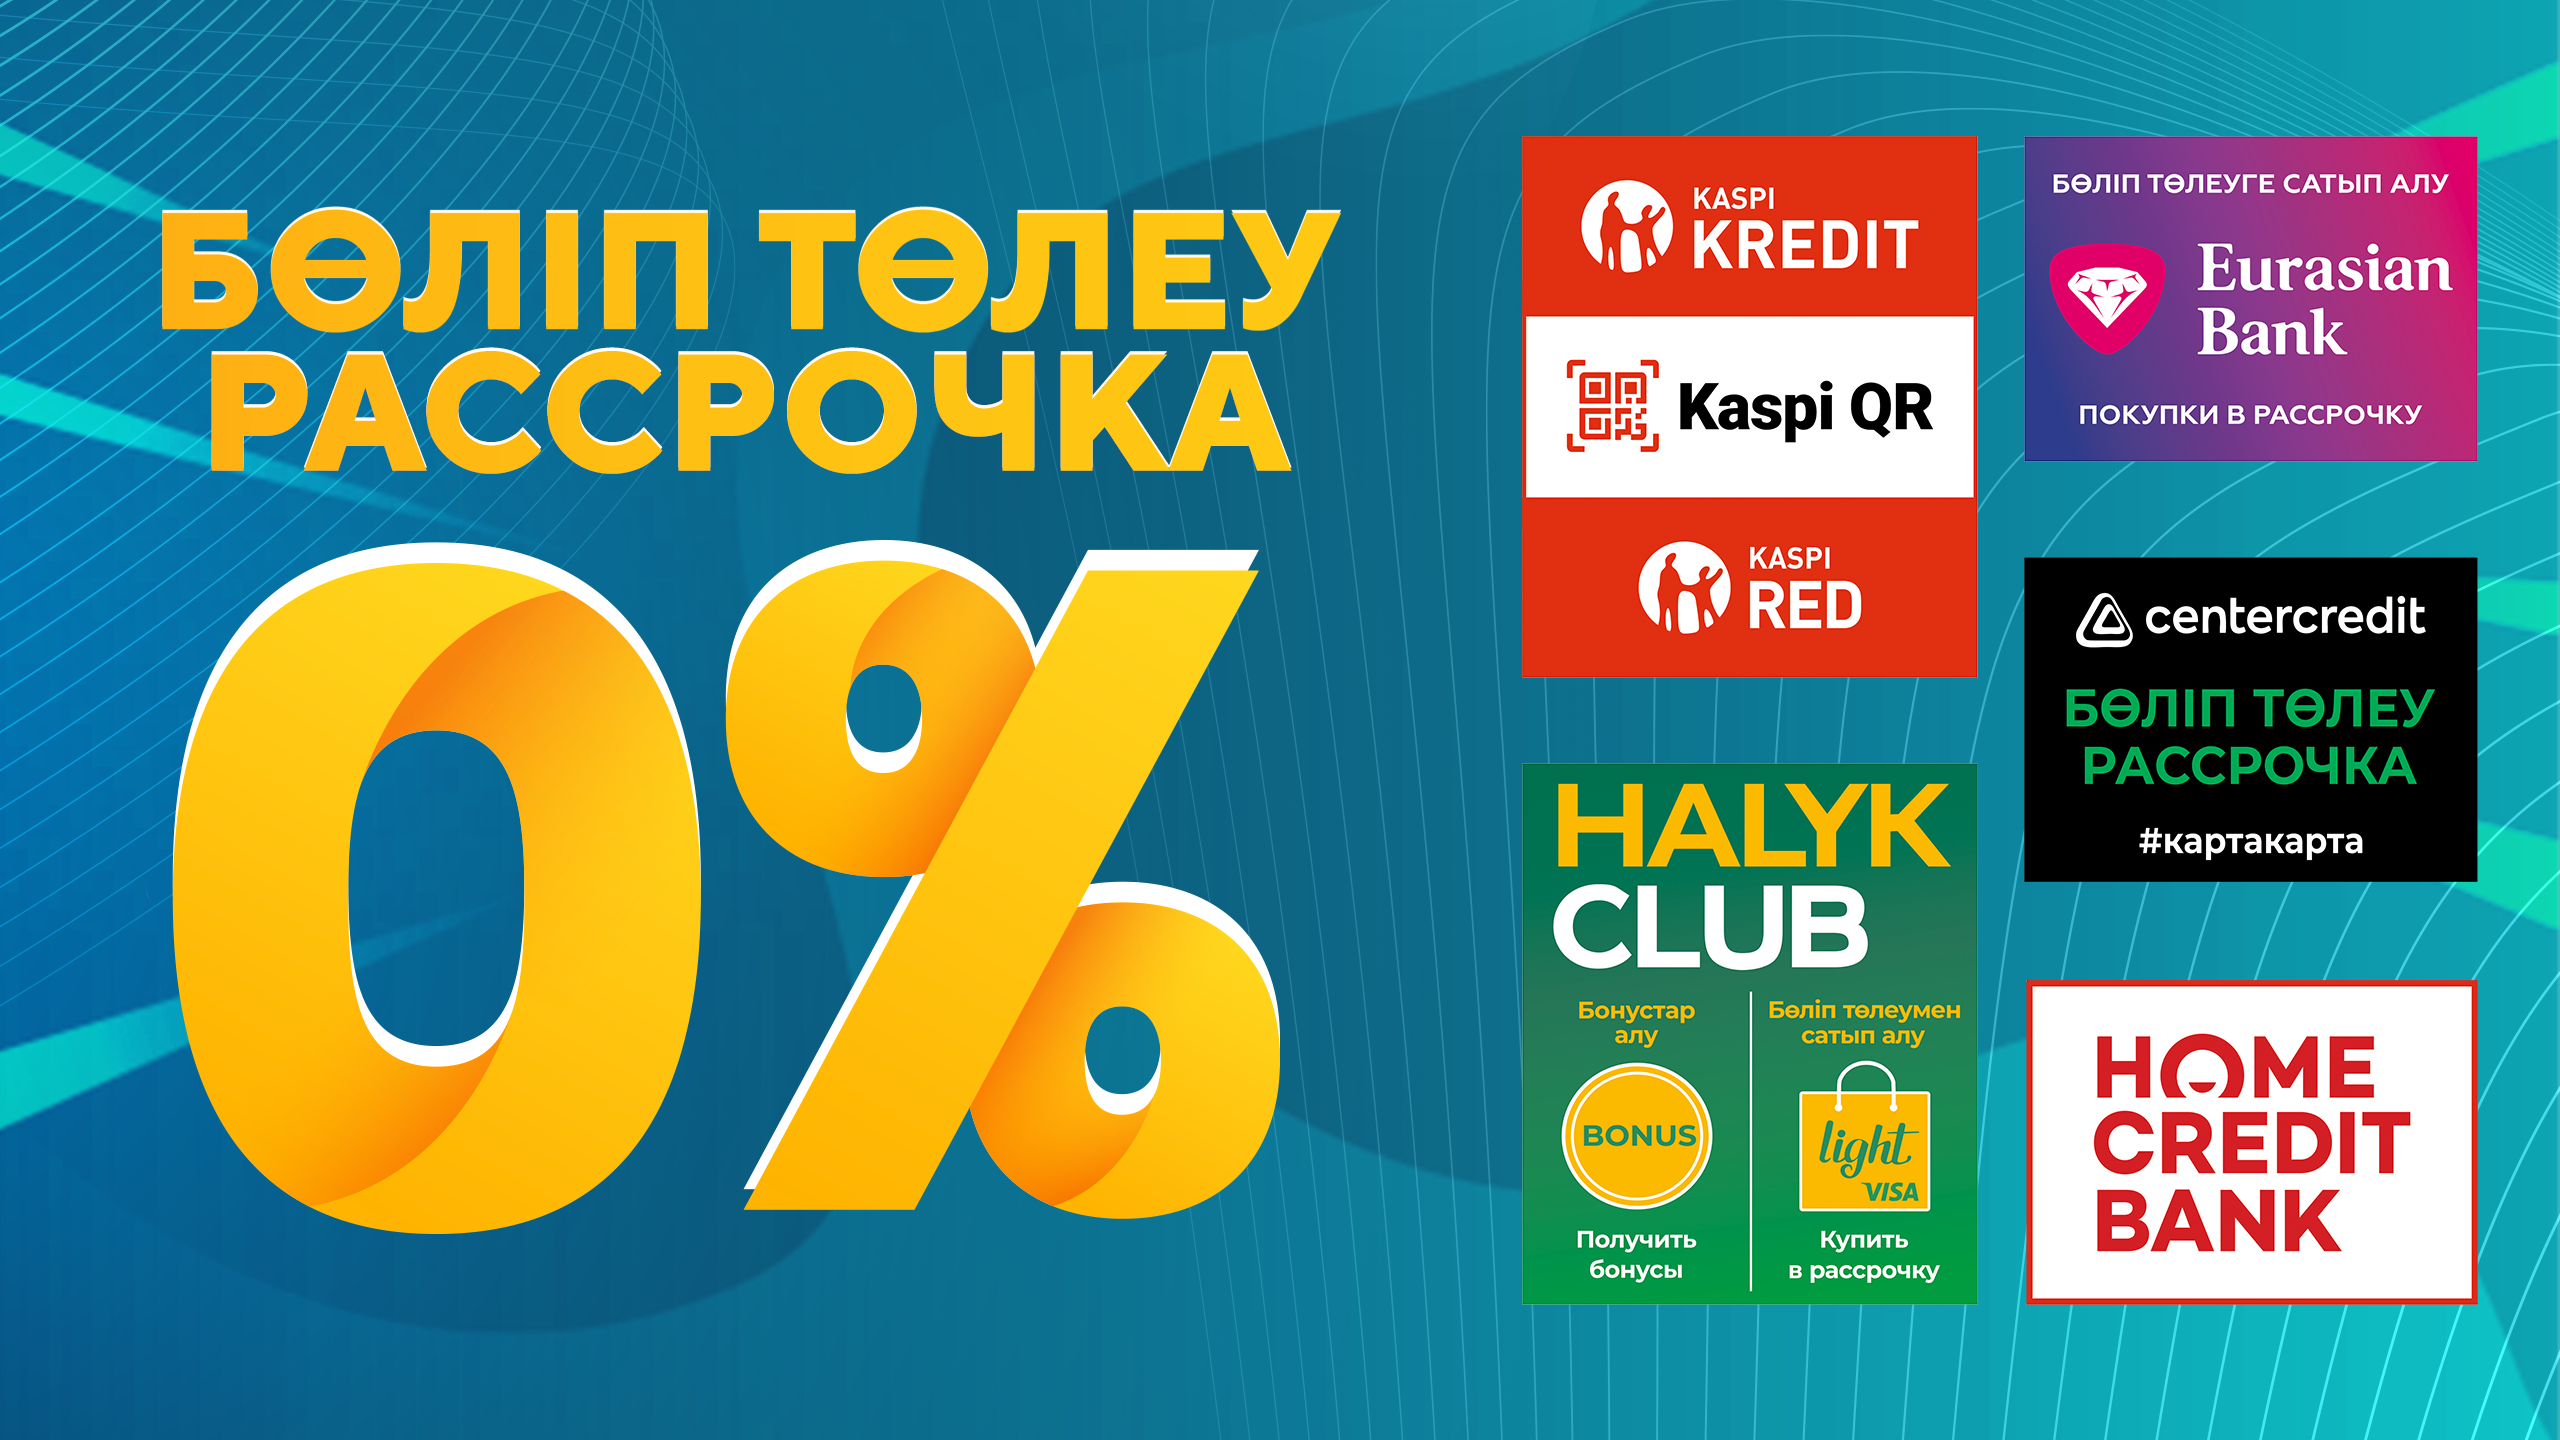 БӨЛІП ТӨЛЕУ
РАССРОЧКА
0%
KASPI
KREDIT
Kaspi QR
KASPI
RED
HALYK
CLUB
Бонустар
алу
BONUS
Получить
бонусы
Бөліп төлеумен
сатып алу
light
VISA
Купить
в рассрочку
БӨЛІП ТӨЛЕУГЕ САТЫП АЛУ
Eurasian
Bank
ПОКУПКИ В РАССРОЧКУ
centercredit
БӨЛІП ТӨЛЕУ
РАССРОЧКА
#картакарта
HOME
CREDIT
BANK